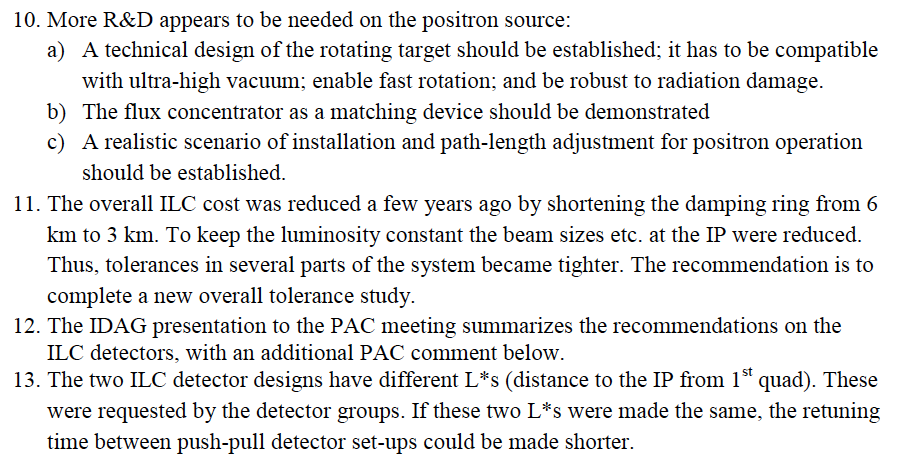 10. More R&D appears to be needed on the positron source:
a) A technical design of the rotating target should be established; it has to be compatible
with ultra-high vacuum; enable fast rotation; and be robust to radiation damage.
b) The flux concentrator as a matching device should be demonstrated
c) A realistic scenario of installation and path-length adjustment for positron operation
should be established.
11. The overall ILC cost was reduced a few years ago by shortening the damping ring from 6
km to 3 km. To keep the luminosity constant the beam sizes etc. at the IP were reduced.
Thus, tolerances in several parts of the system became tighter. The recommendation is to
complete a new overall tolerance study.
12. The IDAG presentation to the PAC meeting summarizes the recommendations on the
ILC detectors, with an additional PAC comment below.
13. The two ILC detector designs have different L*s (distance to the IP from 1st quad). These
were requested by the detector groups. If these two L*s were made the same, the retuning
time between push-pull detector set-ups could be made shorter.